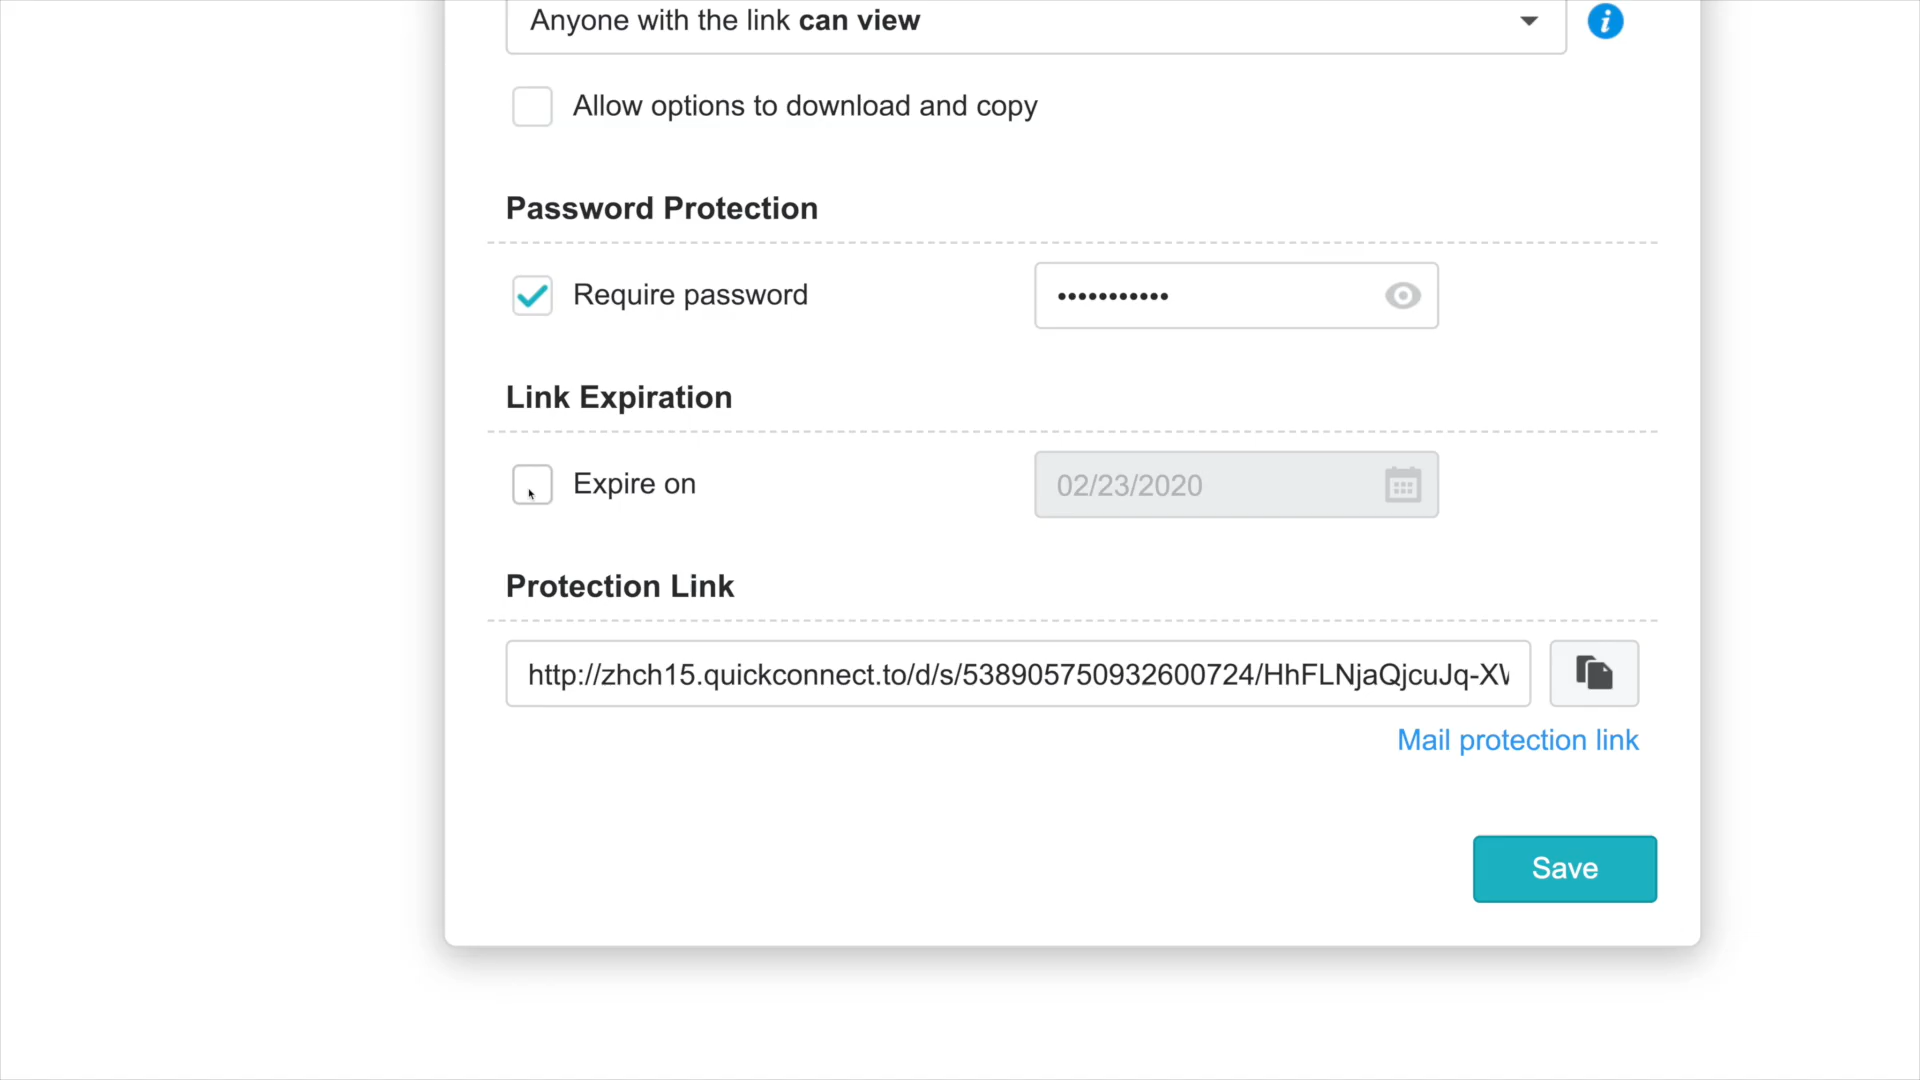 Anyone with the link can view
Allow options to download and copy
Password Protection
Require password
•••••••••••
Link Expiration
Expire on
02/23/2020
Protection Link
http://zhch15.quickconnect.to/d/s/538905750932600724/HhFLNjaQjcuJq-X
Mail protection link
Save